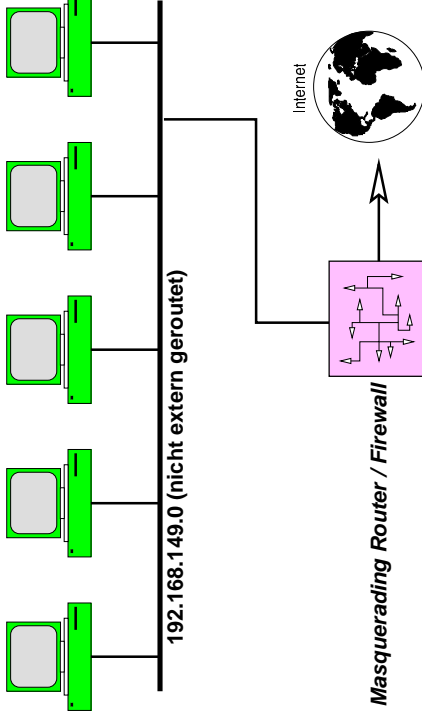 192.168.149.0 (nicht extern geroutet)
Internet
Masquerading Router / Firewall